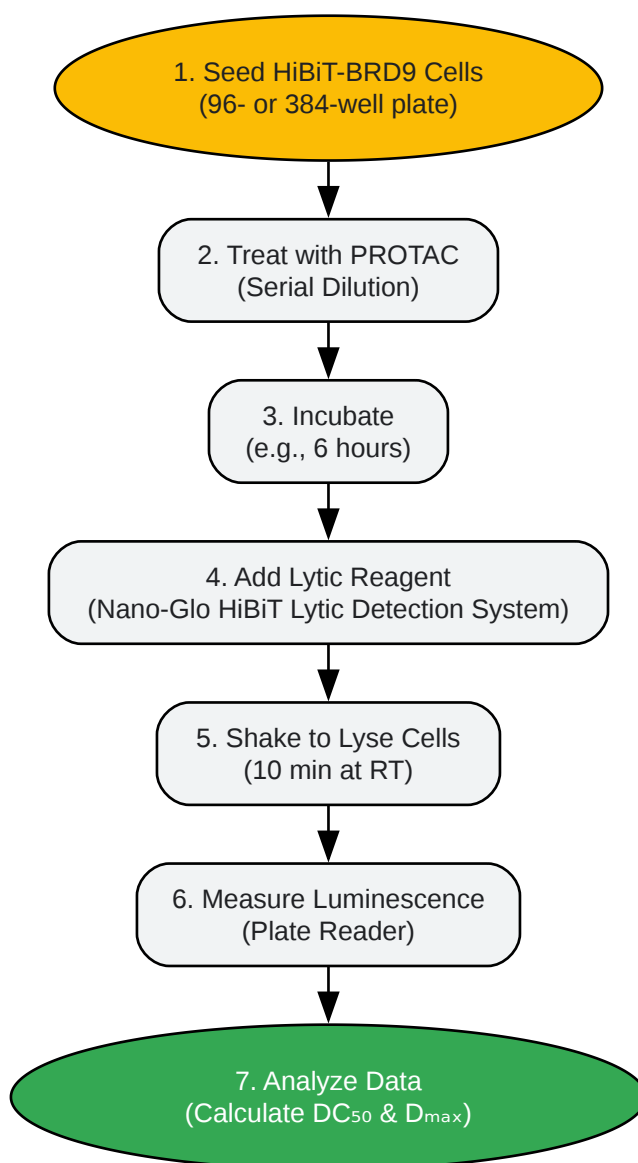 1. Seed HiBiT-BRD9 Cells
(96- or 384-well plate)
2. Treat with PROTAC
(Serial Dilution)
3. Incubate
(e.g., 6 hours)
4. Add Lytic Reagent
(Nano-Glo HiBiT Lytic Detection System)
5. Shake to Lyse Cells
(10 min at RT)
6. Measure Luminescence
(Plate Reader)
7. Analyze Data
(Calculate DC₅₀ & Dₘₐₓ)